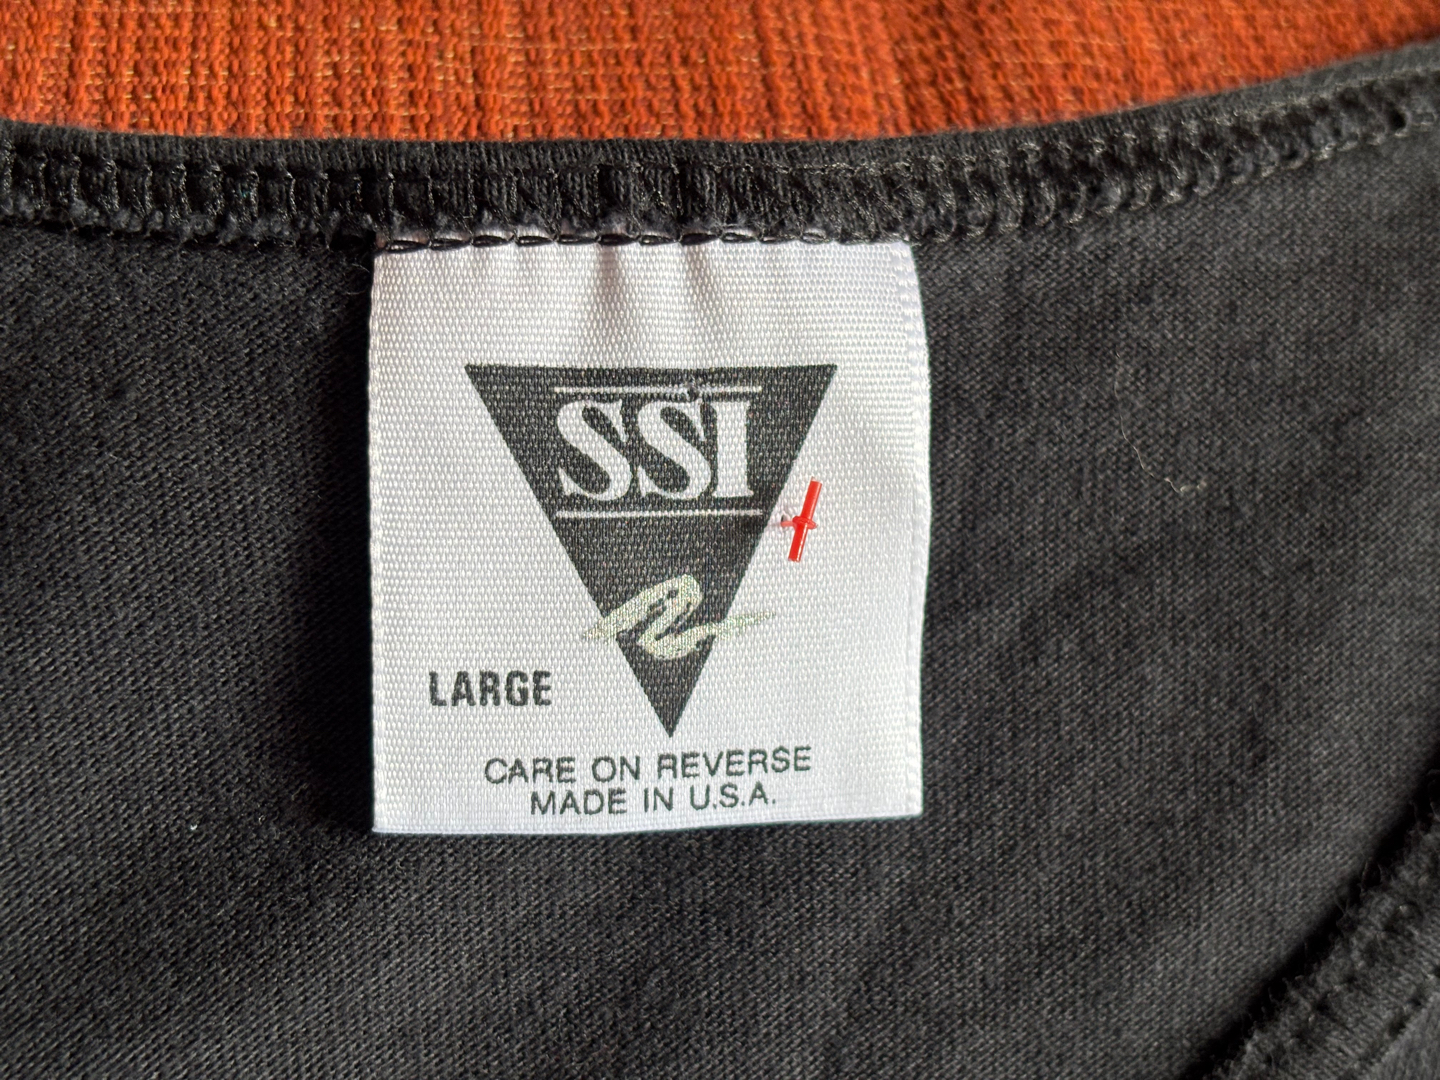 SSI
LARGE
CARE ON REVERSE
MADE IN U.S.A.